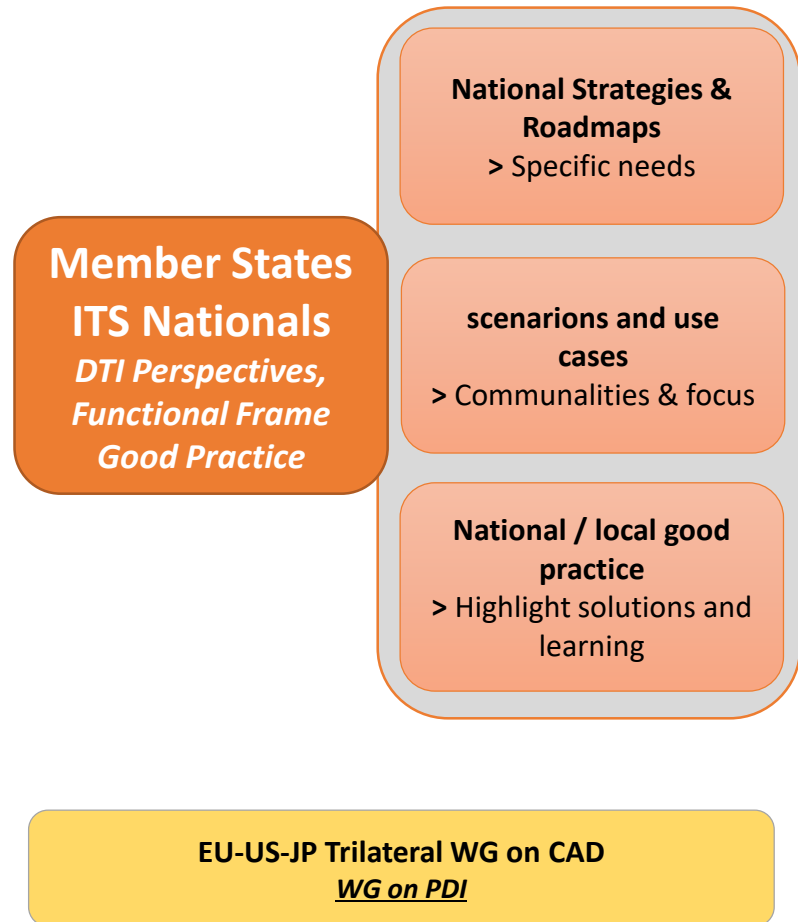 National Strategies &
Roadmaps
> Specific needs
Member States
ITS Nationals
DTI Perspectives,
Functional Frame
Good Practice
scenarions and use
cases
> Communalities & focus
National / local good
practice
> Highlight solutions and
learning
EU-US-JP Trilateral WG on CAD
WG on PDI